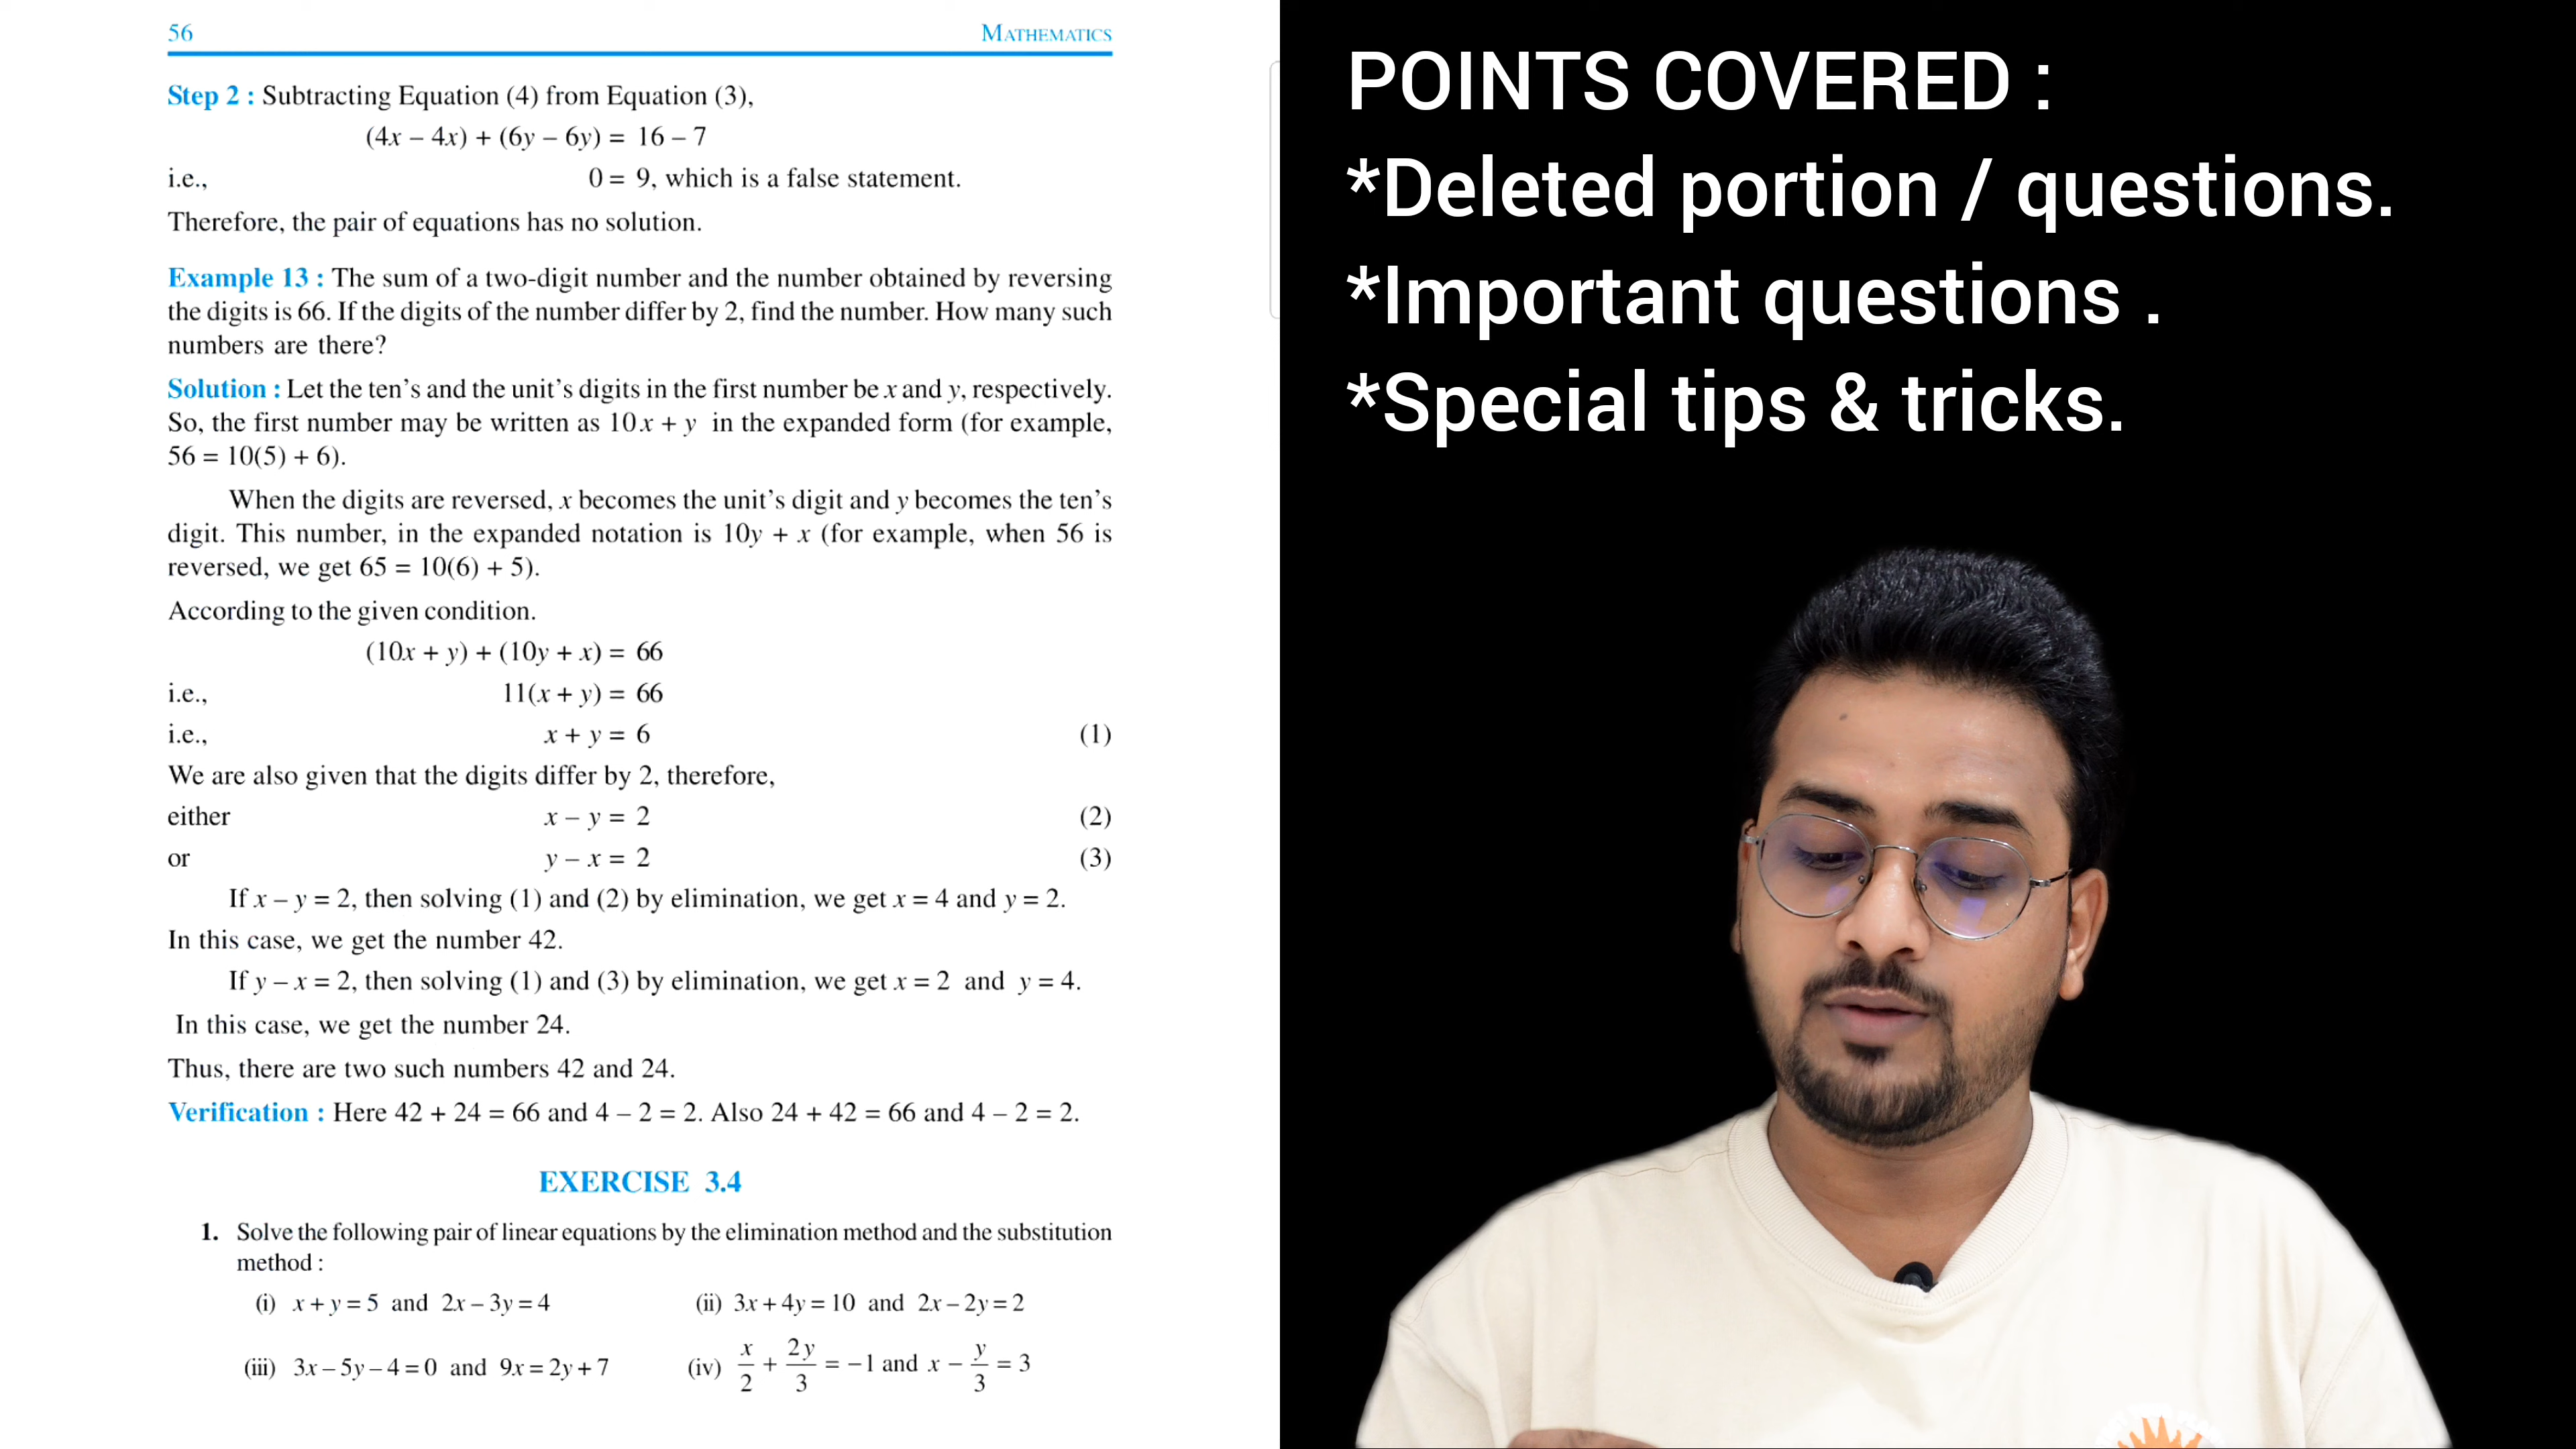 56 MATHEMATICS
Step 2 : Subtracting Equation (4) from Equation (3),
(4x – 4x) + (6y – 6y) = 16 – 7
i.e., 0 = 9, which is a false statement.
Therefore, the pair of equations has no solution.
Example 13 : The sum of a two-digit number and the number obtained by reversing
the digits is 66. If the digits of the number differ by 2, find the number. How many such
numbers are there?
Solution : Let the ten's and the unit's digits in the first number be x and y, respectively.
So, the first number may be written as 10x + y in the expanded form (for example,
56 = 10(5) + 6).
When the digits are reversed, x becomes the unit's digit and y becomes the ten's
digit. This number, in the expanded notation is 10y + x (for example, when 56 is
reversed, we get 65 = 10(6) + 5).
According to the given condition.
(10x + y) + (10y + x) = 66
i.e., 11(x + y) = 66
i.e., x + y = 6 (1)
We are also given that the digits differ by 2, therefore,
either x – y = 2 (2)
or y – x = 2 (3)
If x – y = 2, then solving (1) and (2) by elimination, we get x = 4 and y = 2.
In this case, we get the number 42.
If y – x = 2, then solving (1) and (3) by elimination, we get x = 2 and y = 4.
In this case, we get the number 24.
Thus, there are two such numbers 42 and 24.
Verification : Here 42 + 24 = 66 and 4 – 2 = 2. Also 24 + 42 = 66 and 4 – 2 = 2.
EXERCISE 3.4
1. Solve the following pair of linear equations by the elimination method and the substitution
method :
(i) x + y = 5 and 2x – 3y = 4 (ii) 3x + 4y = 10 and 2x – 2y = 2
(iii) 3x – 5y – 4 = 0 and 9x = 2y + 7 (iv) x/2 + 2y/3 = –1 and x – y/3 = 3
POINTS COVERED :
*Deleted portion / questions.
*Important questions .
*Special tips & tricks.